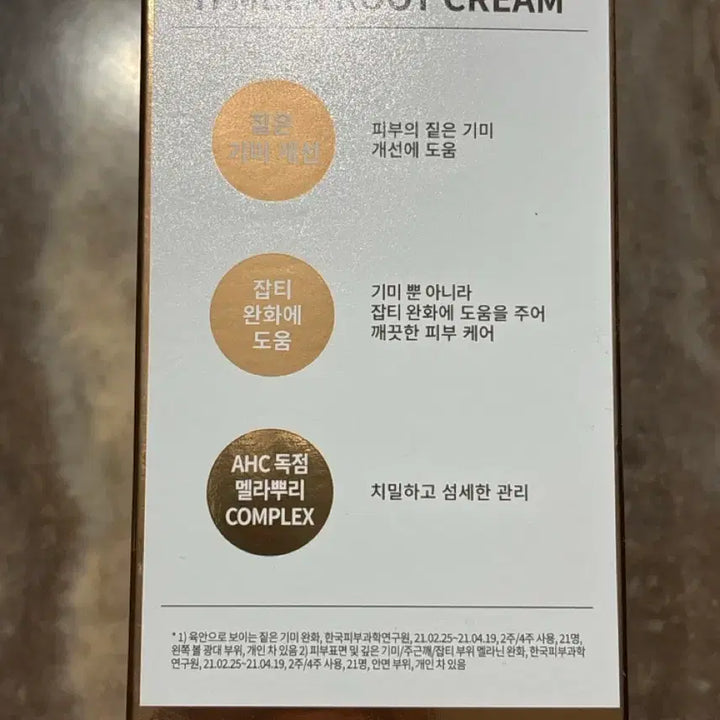 ROOT CREAM
짙은
기미 개선
피부의 짙은 기미
개선에 도움
잡티
완화에
도움
기미 뿐 아니라
잡티 완화에 도움을 주어
깨끗한 피부 케어
AHC 독점
멜라뿌리
COMPLEX
치밀하고 섬세한 관리
* 1) 육안으로 보이는 짙은 기미 완화, 한국피부과학연구원, 21.02.25~21.04.19, 2주/4주 사용, 21명,
왼쪽 볼 광대 부위, 개인 차 있음 2) 피부표면 및 깊은 기미/주근깨/잡티 부위 멜라닌 완화, 한국피부과학
연구원, 21.02.25~21.04.19, 2주/4주 사용, 21명, 안면 부위, 개인 차 있음